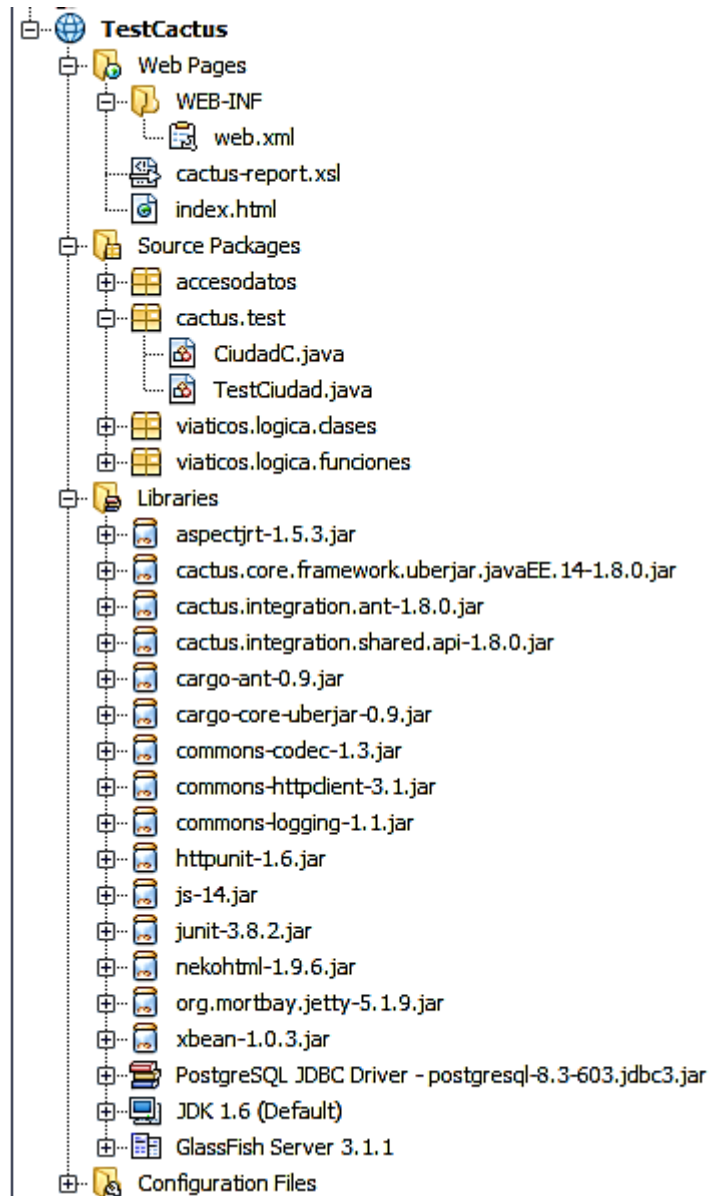 TestCactus
Web Pages
WEB-INF
web.xml
cactus-report.xsl
index.html
Source Packages
accesodatos
cactus.test
CiudadC.java
TestCiudad.java
viaticos.logica.clases
viaticos.logica.funciones
Libraries
aspectjrt-1.5.3.jar
cactus.core.framework.uberjar.javaEE.14-1.8.0.jar
cactus.integration.ant-1.8.0.jar
cactus.integration.shared.api-1.8.0.jar
cargo-ant-0.9.jar
cargo-core-uberjar-0.9.jar
commons-codec-1.3.jar
commons-httpclient-3.1.jar
commons-logging-1.1.jar
httpunit-1.6.jar
js-14.jar
junit-3.8.2.jar
nekohtml-1.9.6.jar
org.mortbay.jetty-5.1.9.jar
xbean-1.0.3.jar
PostgreSQL JDBC Driver - postgresql-8.3-603.jdbc3.jar
JDK 1.6 (Default)
GlassFish Server 3.1.1
Configuration Files